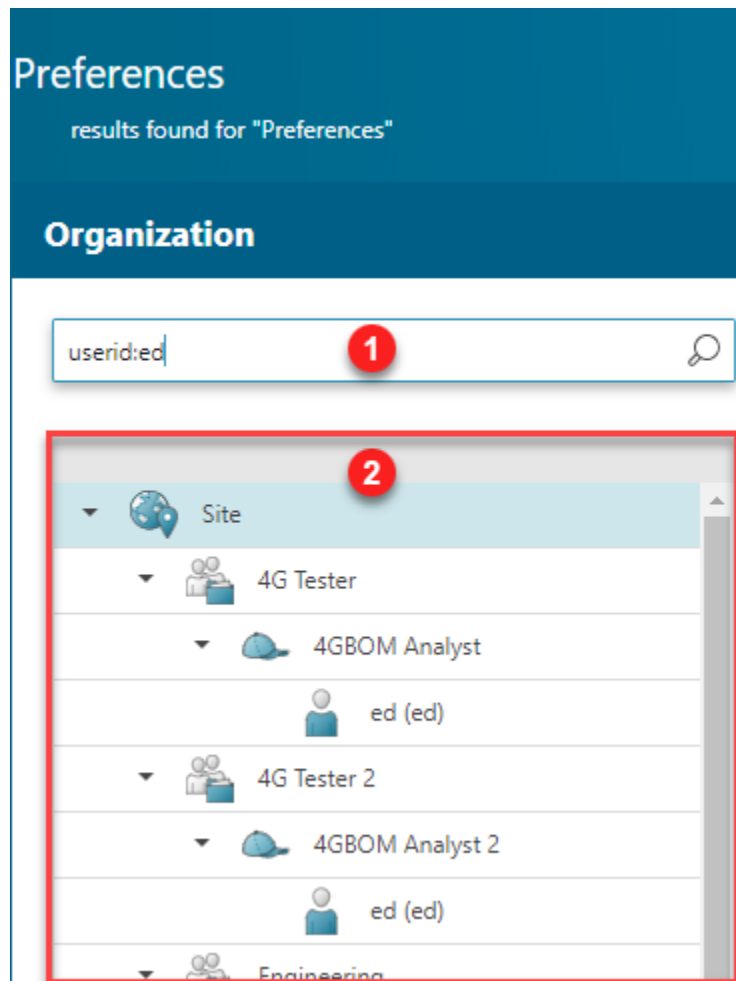 Preferences
results found for "Preferences"
Organization
userid:ed
1
2
Site
4G Tester
4GBOM Analyst
ed (ed)
4G Tester 2
4GBOM Analyst 2
ed (ed)
Engineering